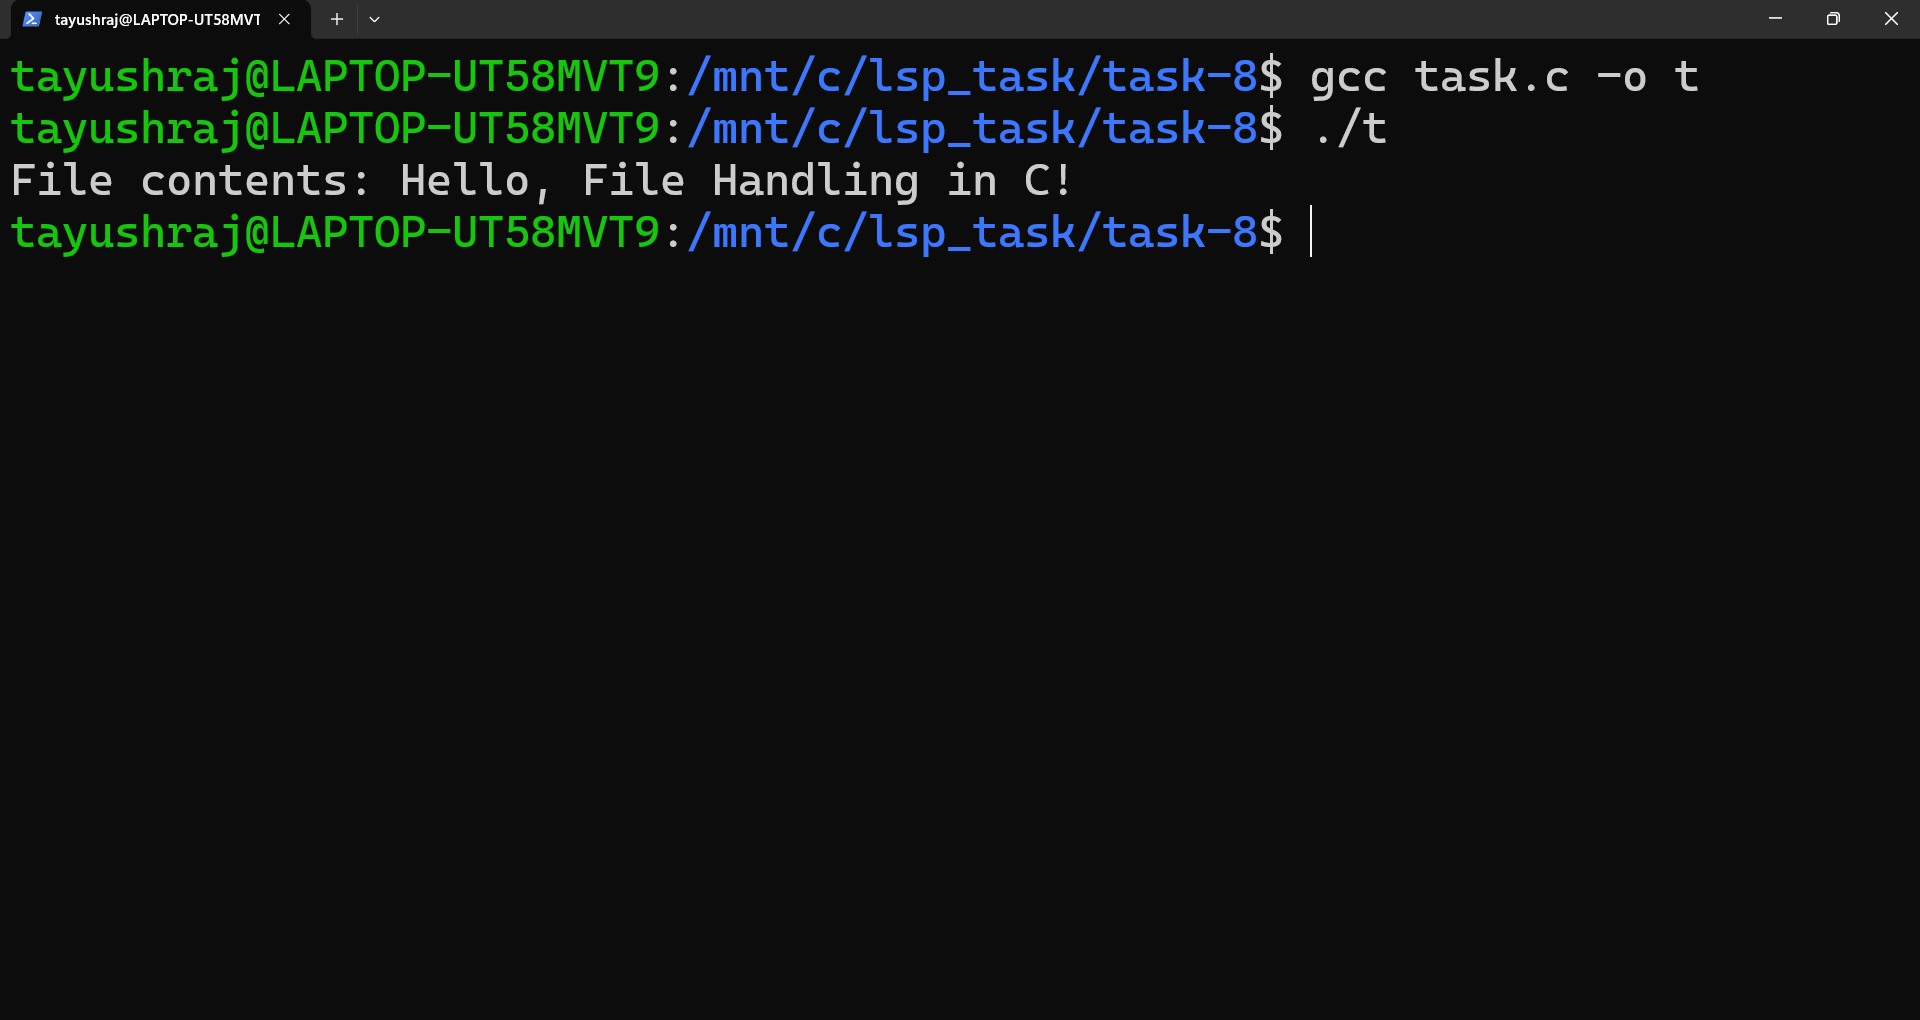 tayushraj@LAPTOP-UT58MVT
tayushraj@LAPTOP-UT58MVT9:/mnt/c/lsp_task/task-8$ gcc task.c -o t
tayushraj@LAPTOP-UT58MVT9:/mnt/c/lsp_task/task-8$ ./t
File contents: Hello, File Handling in C!
tayushraj@LAPTOP-UT58MVT9:/mnt/c/lsp_task/task-8$